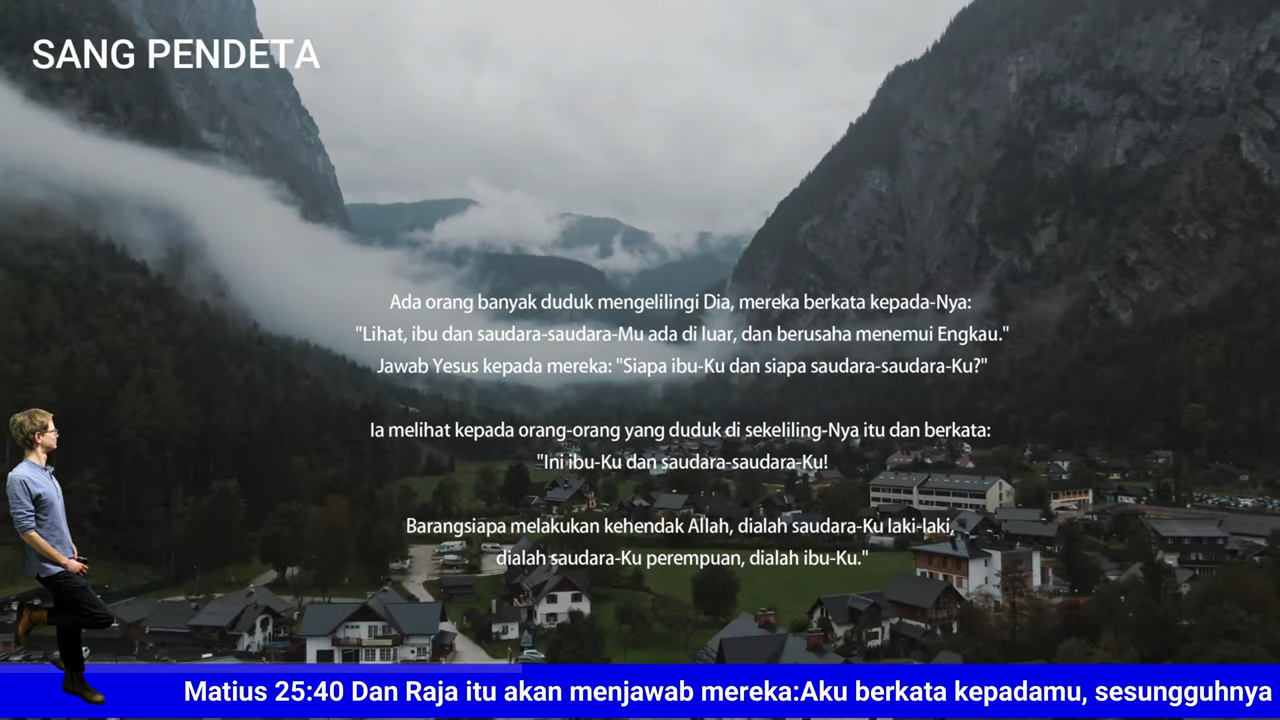 SANG PENDETA
Ada orang banyak duduk mengelilingi Dia, mereka berkata kepada-Nya:
"Lihat, ibu dan saudara-saudara-Mu ada di luar, dan berusaha menemui Engkau."
Jawab Yesus kepada mereka: "Siapa ibu-Ku dan siapa saudara-saudara-Ku?"
Ia melihat kepada orang-orang yang duduk di sekeliling-Nya itu dan berkata:
"Ini ibu-Ku dan saudara-saudara-Ku!
Barangsiapa melakukan kehendak Allah, dialah saudara-Ku laki-laki,
dialah saudara-Ku perempuan, dialah ibu-Ku."
Matius 25:40 Dan Raja itu akan menjawab mereka:Aku berkata kepadamu, sesungguhnya